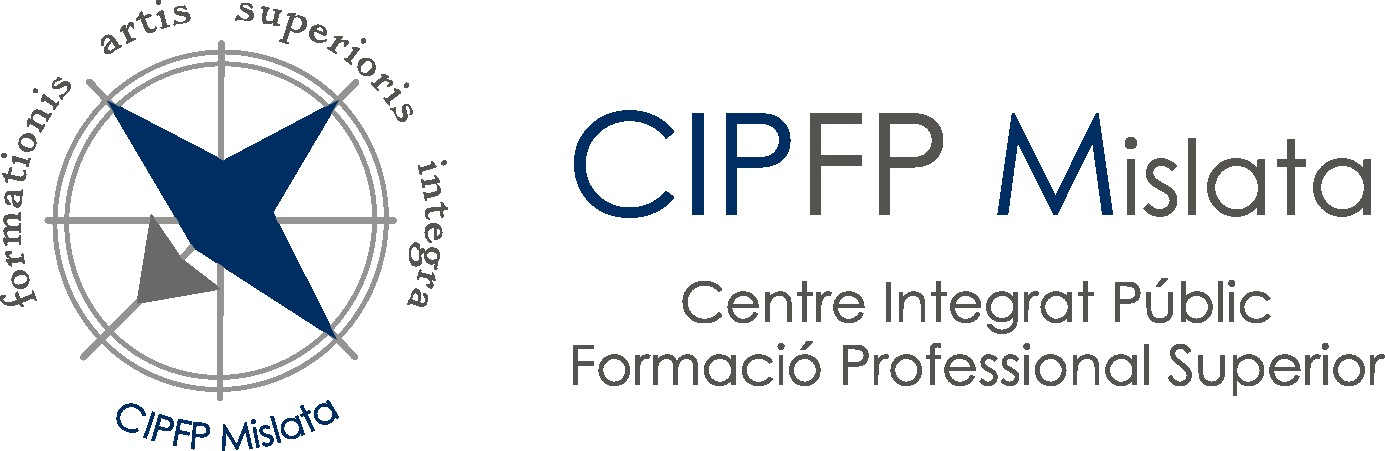 formationis artis superioris integra
CIPFP Mislata
CIPFP Mislata
Centre Integrat Públic
Formació Professional Superior